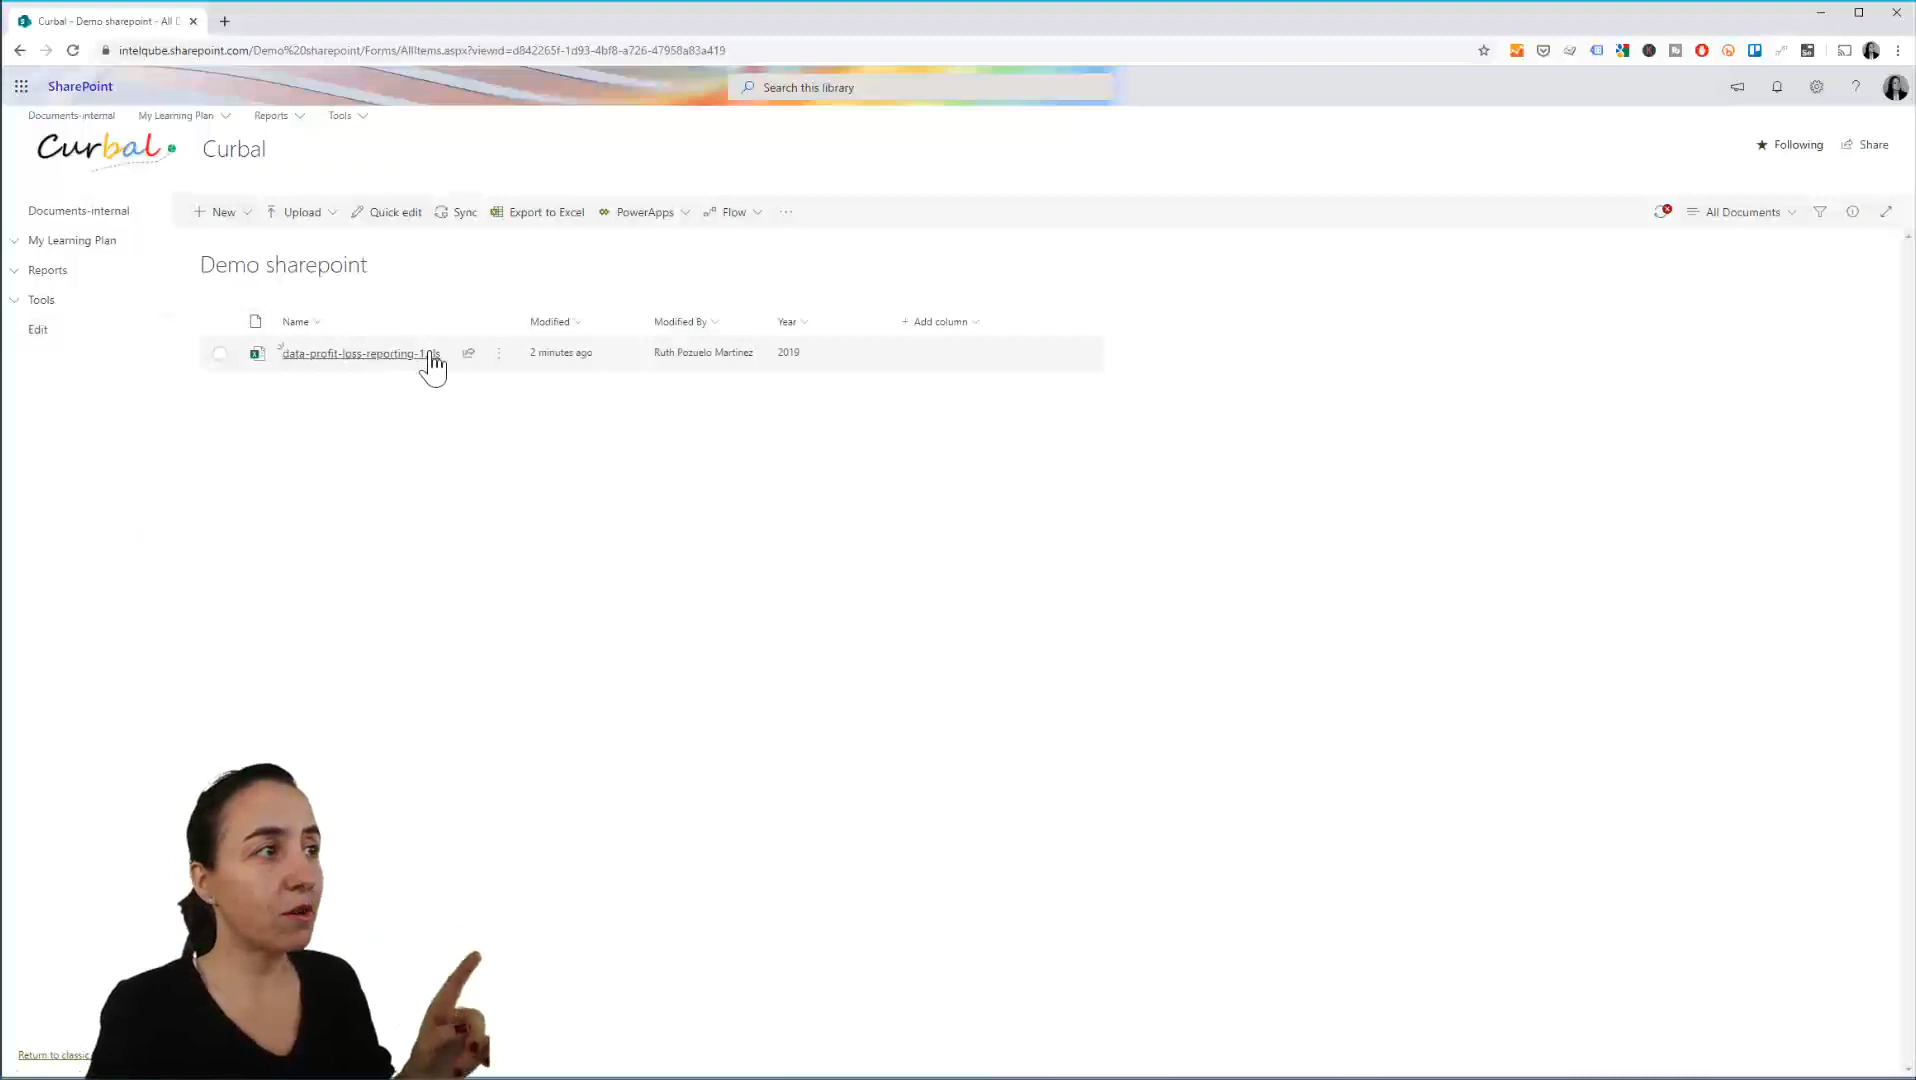 Curbal - Demo sharepoint - All D
intelqube.sharepoint.com/Demo%20sharepoint/Forms/AllItems.aspx?viewid=d842265f-1d93-4bf8-a726-47958a83a419
SharePoint
Search this library
Documents-internal My Learning Plan Reports Tools
Curbal
Curbal
Following Share
Documents-internal
My Learning Plan
Reports
Tools
Edit
New Upload Quick edit Sync Export to Excel PowerApps Flow ...
All Documents
Demo sharepoint
Name Modified Modified By Year + Add column
data-profit-loss-reporting-1 2 minutes ago Ruth Pozuelo Martinez 2019
Return to classic